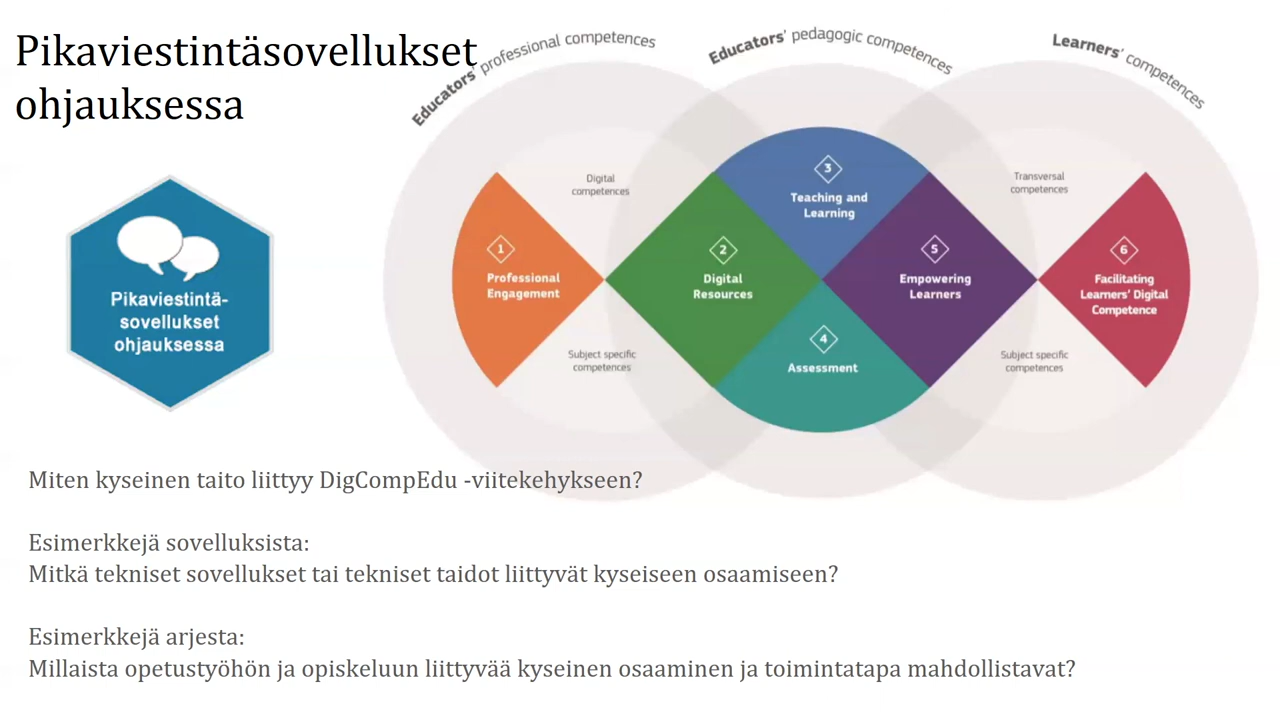 Pikaviestintäsovellukset
ohjauksessa
Educators' professional competences
Educators' pedagogic competences
Learners' competences
Pikaviestintä-
sovellukset
ohjauksessa
Digital
competences
Transversal
competences
1
Professional
Engagement
2
Digital
Resources
3
Teaching and
Learning
4
Assessment
5
Empowering
Learners
6
Facilitating
Learners' Digital
Competence
Subject specific
competences
Subject specific
competences
Miten kyseinen taito liittyy DigCompEdu -viitekehykseen?
Esimerkkejä sovelluksista:
Mitkä tekniset sovellukset tai tekniset taidot liittyvät kyseiseen osaamiseen?
Esimerkkejä arjesta:
Millaista opetustyöhön ja opiskeluun liittyvää kyseinen osaaminen ja toimintatapa mahdollistavat?